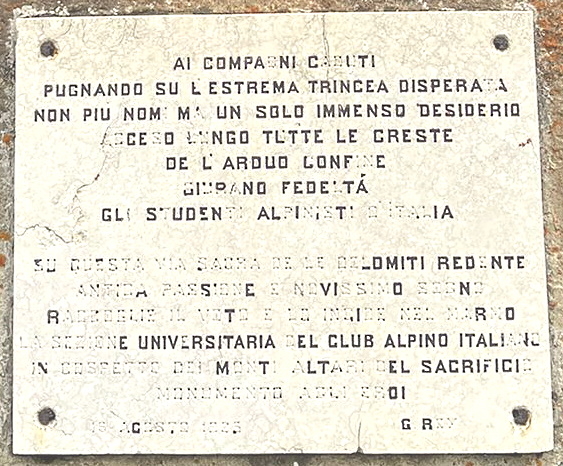 AI COMPAGNI CADUTI
PUGNANDO SU L'ESTREMA TRINCEA DISPERATA
NON PIU NOMI MA UN SOLO IMMENSO DESIDERIO
ACCESO LUNGO TUTTE LE CRESTE
DE L'ARDUO CONFINE
GIURANO FEDELTÁ
GLI STUDENTI ALPINISTI D'ITALIA
SU QUESTA VIA SACRA DE LE DOLOMITI REDENTE
ANTICA PASSIONE E NOVISSIMO SEGNO
RACCOGLIE IL VOTO E LO INCIDE NEL MARMO
LA SEZIONE UNIVERSITARIA DEL CLUB ALPINO ITALIANO
IN COSPETTO DEI MONTI ALTARI DEL SACRIFICIO
MONUMENTO AGLI EROI
AGOSTO G REY